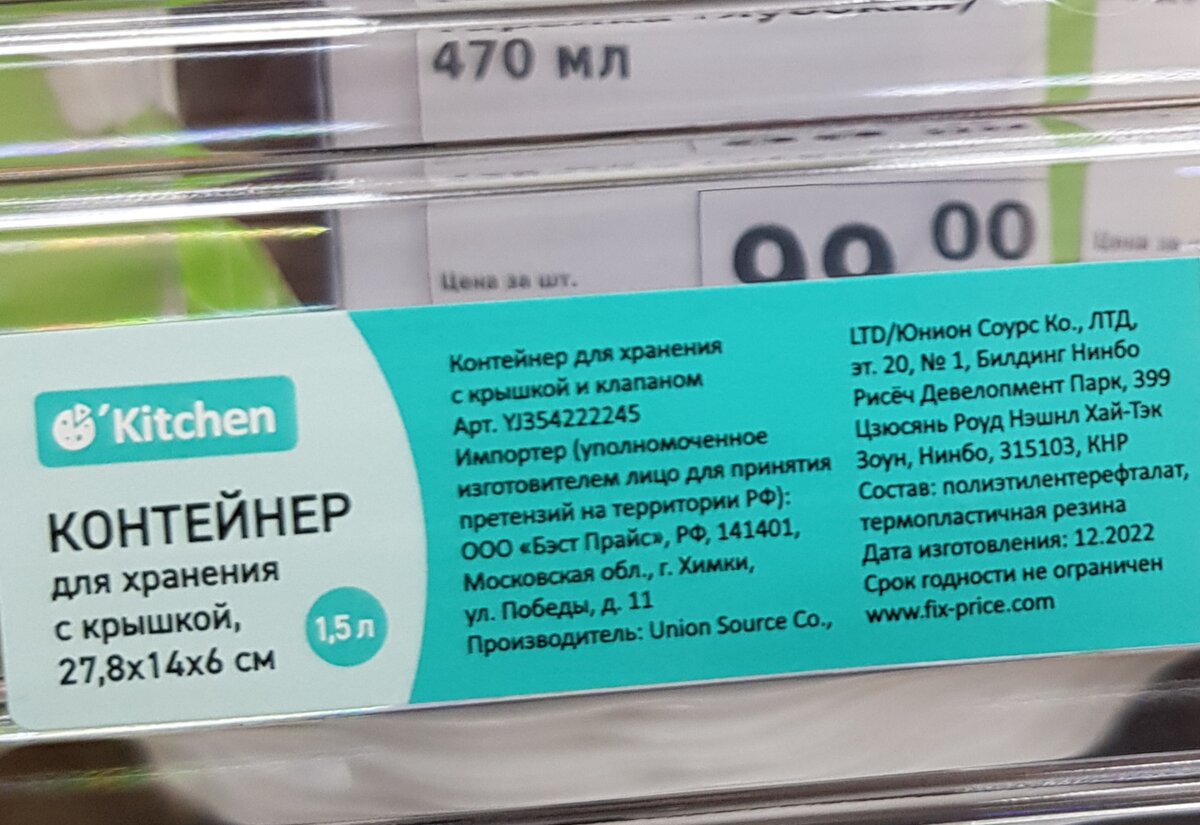 470 мл
Цена за шт.
99 00
Цена за
'Kitchen
КОНТЕЙНЕР
для хранения
с крышкой,
27,8х14х6 см
1,5 л
Контейнер для хранения
с крышкой и клапаном
Арт. YJ354222245
Импортер (уполномоченное
изготовителем лицо для принятия
претензий на территории РФ):
ООО «Бэст Прайс», РФ, 141401,
Московская обл., г. Химки,
ул. Победы, д. 11
Производитель: Union Source Co.,
LTD/Юнион Соурс Ко., ЛТД,
эт. 20, № 1, Билдинг Нинбо
Рисёч Девелопмент Парк, 399
Цзюсянь Роуд Нэшнл Хай-Тэк
Зоун, Нинбо, 315103, КНР
Состав: полиэтилентерефталат,
термопластичная резина
Дата изготовления: 12.2022
Срок годности не ограничен
www.fix-price.com